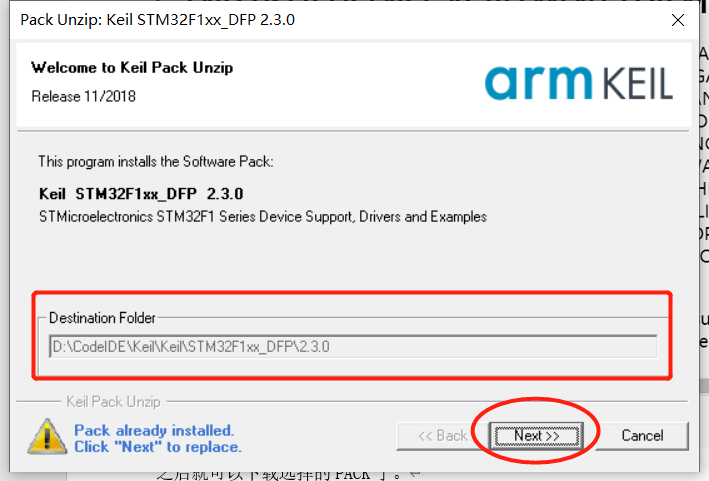 Pack Unzip: Keil STM32F1xx_DFP 2.3.0
Welcome to Keil Pack Unzip
Release 11/2018
arm KEIL
This program installs the Software Pack:
Keil STM32F1xx_DFP 2.3.0
STMicroelectronics STM32F1 Series Device Support, Drivers and Examples
Destination Folder
D:\CodeIDE\Keil\Keil\STM32F1xx_DFP\2.3.0
Keil Pack Unzip
Pack already installed.
Click "Next" to replace.
<< Back
Next >>
Cancel
之后就可以下载选择的 PACK 了。